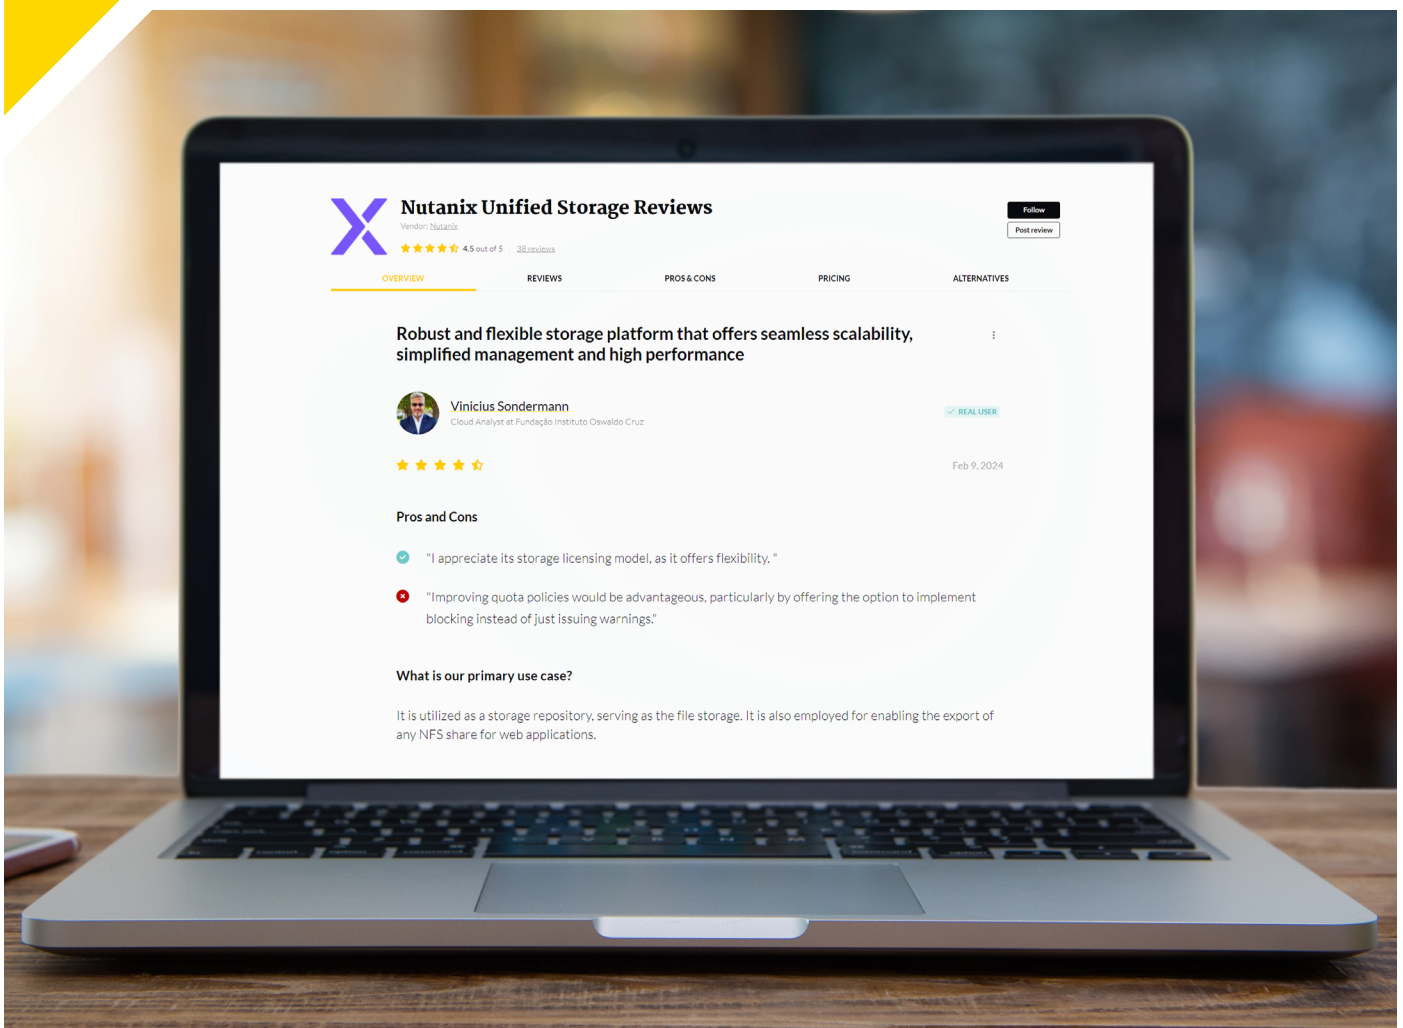 Nutanix Unified Storage Reviews
Vendor: Nutanix
4.5 out of 5
38 reviews
Follow
Post review
OVERVIEW
REVIEWS
PROS & CONS
PRICING
ALTERNATIVES
Robust and flexible storage platform that offers seamless scalability,
simplified management and high performance
Vinicius Sondermann
Cloud Analyst at Fundação Instituto Oswaldo Cruz
REAL USER
Feb 9, 2024
Pros and Cons
"I appreciate its storage licensing model, as it offers flexibility. "
"Improving quota policies would be advantageous, particularly by offering the option to implement
blocking instead of just issuing warnings."
What is our primary use case?
It is utilized as a storage repository, serving as the file storage. It is also employed for enabling the export of
any NFS share for web applications.